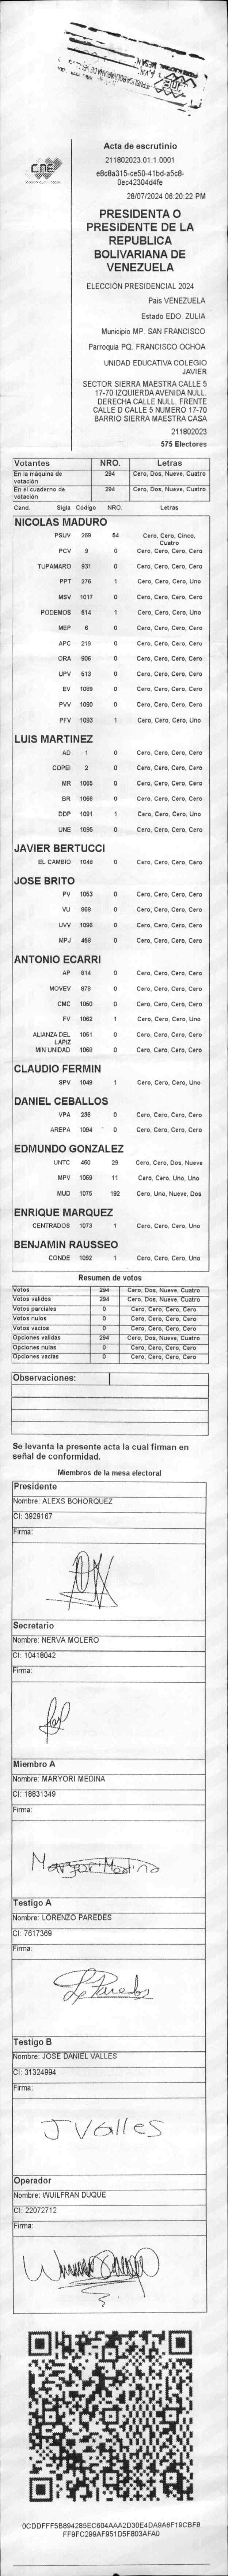 CNE
Acta de escrutinio
211802023.01.1.0001
e8c8a315-ce50-41bd-a5c8-
0ec42304d4fe
28/07/2024 06:20:22 PM
PRESIDENTA O
PRESIDENTE DE LA
REPUBLICA
BOLIVARIANA DE
VENEZUELA
ELECCIÓN PRESIDENCIAL 2024
Pais VENEZUELA
Estado EDO. ZULIA
Municipio MP. SAN FRANCISCO
Parroquia PQ. FRANCISCO OCHOA
UNIDAD EDUCATIVA COLEGIO
JAVIER
SECTOR SIERRA MAESTRA CALLE 5
17-70 IZQUIERDA AVENIDA NULL.
DERECHA CALLE NULL. FRENTE
CALLE D CALLE 5 NUMERO 17-70
BARRIO SIERRA MAESTRA CASA
211802023
575 Electores
Votantes NRO. Letras
En la máquina de votación 294 Cero, Dos, Nueve, Cuatro
En el cuaderno de votación 294 Cero, Dos, Nueve, Cuatro
Cand. Sigla Código NRO. Letras
NICOLAS MADURO
PSUV 269 54 Cero, Cero, Cinco, Cuatro
PCV 9 0 Cero, Cero, Cero, Cero
TUPAMARO 931 0 Cero, Cero, Cero, Cero
PPT 276 1 Cero, Cero, Cero, Uno
MSV 1017 0 Cero, Cero, Cero, Cero
PODEMOS 514 1 Cero, Cero, Cero, Uno
MEP 6 0 Cero, Cero, Cero, Cero
APC 219 0 Cero, Cero, Cero, Cero
ORA 906 0 Cero, Cero, Cero, Cero
UPV 513 0 Cero, Cero, Cero, Cero
EV 1089 0 Cero, Cero, Cero, Cero
PVV 1090 0 Cero, Cero, Cero, Cero
PFV 1093 1 Cero, Cero, Cero, Uno
LUIS MARTINEZ
AD 1 0 Cero, Cero, Cero, Cero
COPEI 2 0 Cero, Cero, Cero, Cero
MR 1065 0 Cero, Cero, Cero, Cero
BR 1066 0 Cero, Cero, Cero, Cero
DDP 1091 1 Cero, Cero, Cero, Uno
UNE 1095 0 Cero, Cero, Cero, Cero
JAVIER BERTUCCI
EL CAMBIO 1048 0 Cero, Cero, Cero, Cero
JOSE BRITO
PV 1053 0 Cero, Cero, Cero, Cero
VU 868 0 Cero, Cero, Cero, Cero
UVV 1096 0 Cero, Cero, Cero, Cero
MPJ 458 0 Cero, Cero, Cero, Cero
ANTONIO ECARRI
AP 814 0 Cero, Cero, Cero, Cero
MOVEV 878 0 Cero, Cero, Cero, Cero
CMC 1050 0 Cero, Cero, Cero, Cero
FV 1052 1 Cero, Cero, Cero, Uno
ALIANZA DEL LAPIZ 1051 0 Cero, Cero, Cero, Cero
MIN UNIDAD 1069 0 Cero, Cero, Cero, Cero
CLAUDIO FERMIN
SPV 1049 1 Cero, Cero, Cero, Uno
DANIEL CEBALLOS
VPA 236 0 Cero, Cero, Cero, Cero
AREPA 1094 0 Cero, Cero, Cero, Cero
EDMUNDO GONZALEZ
UNTC 460 29 Cero, Cero, Dos, Nueve
MPV 1069 11 Cero, Cero, Uno, Uno
MUD 1075 192 Cero, Uno, Nueve, Dos
ENRIQUE MARQUEZ
CENTRADOS 1073 1 Cero, Cero, Cero, Uno
BENJAMIN RAUSSEO
CONDE 1092 1 Cero, Cero, Cero, Uno
Resumen de votos
Votos 294 Cero, Dos, Nueve, Cuatro
Votos validos 294 Cero, Dos, Nueve, Cuatro
Votos parciales 0 Cero, Cero, Cero, Cero
Votos nulos 0 Cero, Cero, Cero, Cero
Votos vacios 0 Cero, Cero, Cero, Cero
Opciones validas 294 Cero, Dos, Nueve, Cuatro
Opciones nulas 0 Cero, Cero, Cero, Cero
Opciones vacias 0 Cero, Cero, Cero, Cero
Observaciones:
Se levanta la presente acta la cual firman en
señal de conformidad.
Miembros de la mesa electoral
Presidente
Nombre: ALEXS BOHORQUEZ
CI: 3929167
Firma:
Secretario
Nombre: NERVA MOLERO
CI: 10418042
Firma:
Miembro A
Nombre: MARYORI MEDINA
CI: 18831349
Firma:
Maryori Medina
Testigo A
Nombre: LORENZO PAREDES
CI: 7617369
Firma:
L Paredes
Testigo B
Nombre: JOSE DANIEL VALLES
CI: 31324994
Firma:
J Valles
Operador
Nombre: WUILFRAN DUQUE
CI: 22072712
Firma:
0CDDFFF5B894285EC604AAA2D30E4DA9A6F19CBF8
FF9FC299AF951D5F803AFA0